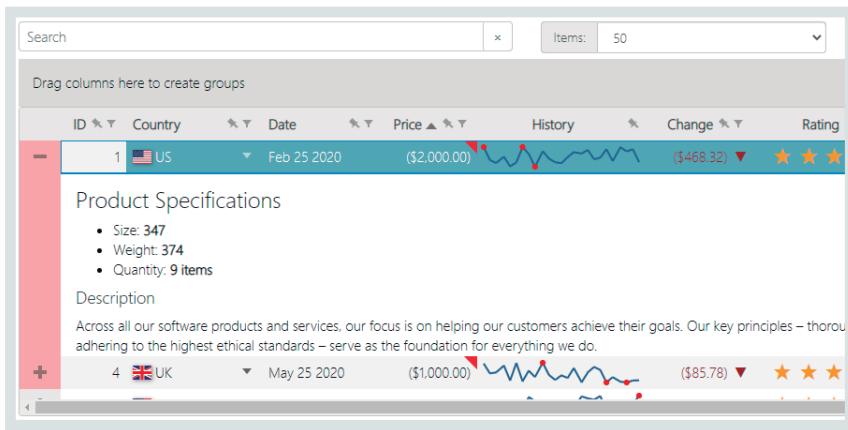 Search × Items: 50
Drag columns here to create groups
ID Country Date Price History Change Rating
1 US Feb 25 2020 ($2,000.00) ($468.32)
Product Specifications
• Size: 347
• Weight: 374
• Quantity: 9 items
Description
Across all our software products and services, our focus is on helping our customers achieve their goals. Our key principles – thorou
adhering to the highest ethical standards – serve as the foundation for everything we do.
4 UK May 25 2020 ($1,000.00) ($85.78)